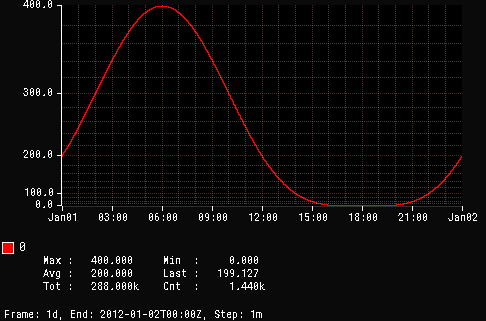 400.0
300.0
200.0
100.0
0.0
Jan01 03:00 06:00 09:00 12:00 15:00 18:00 21:00 Jan02
0
Max : 400.000 Min : 0.000
Avg : 200.000 Last : 199.127
Tot : 288.000k Cnt : 1.440k
Frame: 1d, End: 2012-01-02T00:00Z, Step: 1m